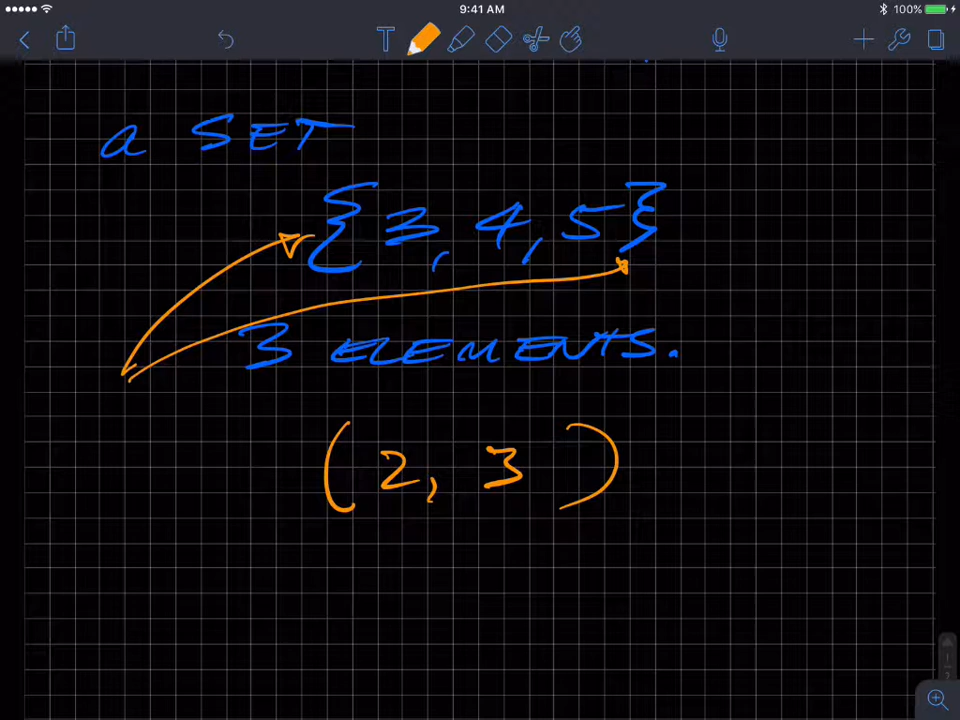 9:41 AM
100%
T
a SET
{3, 4, 5}
3 ELEMENTS.
(2, 3 )